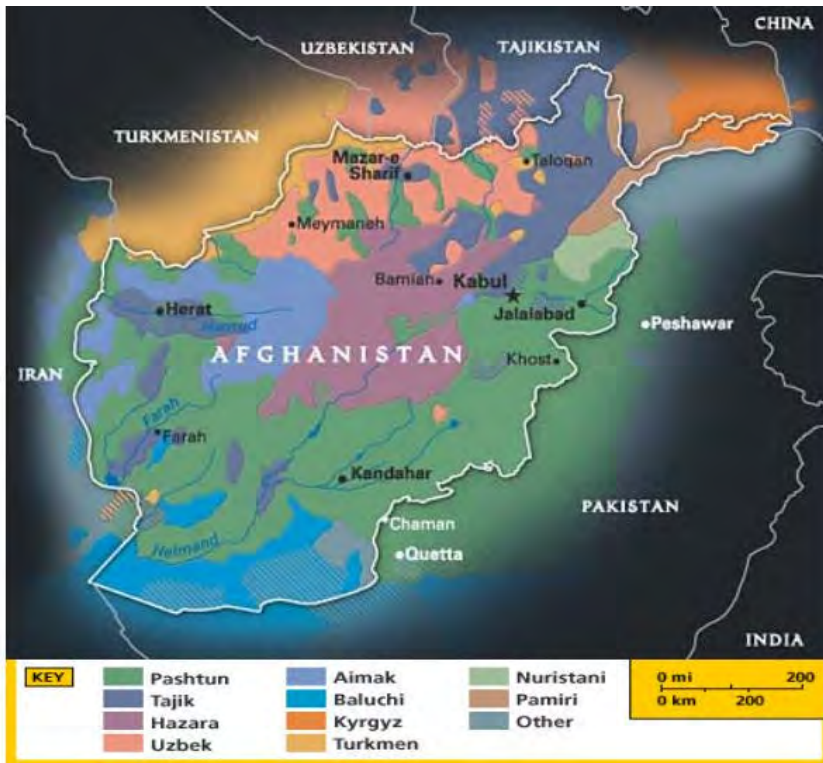 CHINA
UZBEKISTAN
TAJIKISTAN
TURKMENISTAN
Mazar-e
Sharif
Taloqan
Meymaneh
Bamian
Kabul
Herat
Harirud
Jalalabad
Peshawar
AFGHANISTAN
Khost
IRAN
Farah
Farah
Kandahar
PAKISTAN
Chaman
Helmand
Quetta
INDIA
KEY
Pashtun
Tajik
Hazara
Uzbek
Aimak
Baluchi
Kyrgyz
Turkmen
Nuristani
Pamiri
Other
0 mi 200
0 km 200